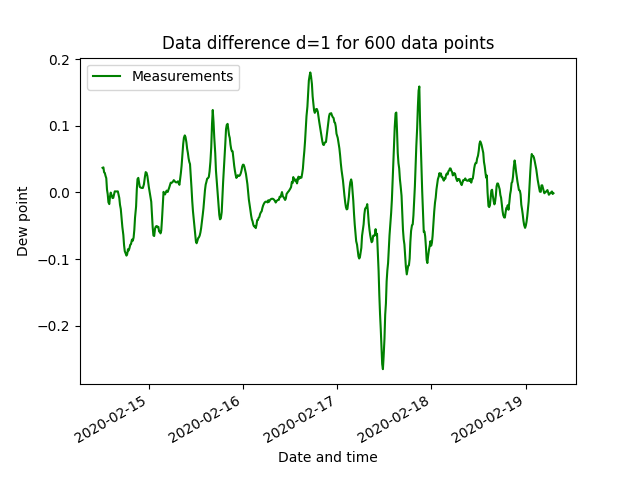 Data difference d=1 for 600 data points
Measurements
0.2
0.1
0.0
−0.1
−0.2
Dew point
2020-02-15
2020-02-16
2020-02-17
2020-02-18
2020-02-19
Date and time